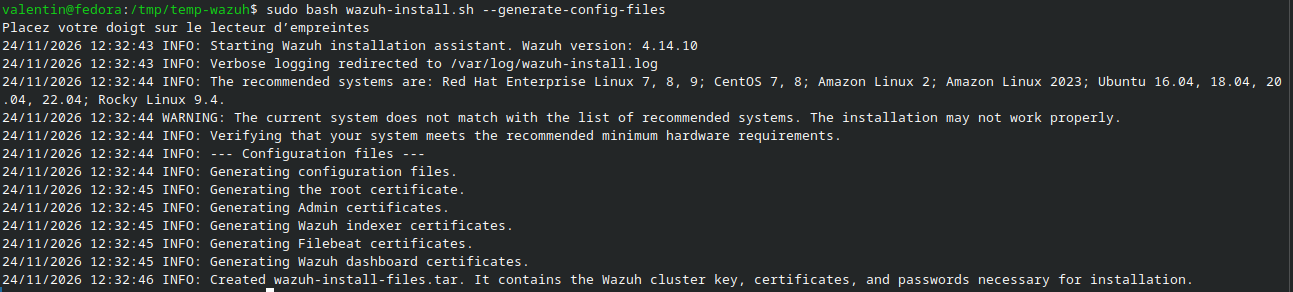 valentin@fedora:/tmp/temp-wazuh$ sudo bash wazuh-install.sh --generate-config-files
Placez votre doigt sur le lecteur d’empreintes
24/11/2026 12:32:43 INFO: Starting Wazuh installation assistant. Wazuh version: 4.14.10
24/11/2026 12:32:43 INFO: Verbose logging redirected to /var/log/wazuh-install.log
24/11/2026 12:32:44 INFO: The recommended systems are: Red Hat Enterprise Linux 7, 8, 9; CentOS 7, 8; Amazon Linux 2; Amazon Linux 2023; Ubuntu 16.04, 18.04, 20
.04, 22.04; Rocky Linux 9.4.
24/11/2026 12:32:44 WARNING: The current system does not match with the list of recommended systems. The installation may not work properly.
24/11/2026 12:32:44 INFO: Verifying that your system meets the recommended minimum hardware requirements.
24/11/2026 12:32:44 INFO: --- Configuration files ---
24/11/2026 12:32:44 INFO: Generating configuration files.
24/11/2026 12:32:45 INFO: Generating the root certificate.
24/11/2026 12:32:45 INFO: Generating Admin certificates.
24/11/2026 12:32:45 INFO: Generating Wazuh indexer certificates.
24/11/2026 12:32:45 INFO: Generating Filebeat certificates.
24/11/2026 12:32:45 INFO: Generating Wazuh dashboard certificates.
24/11/2026 12:32:46 INFO: Created wazuh-install-files.tar. It contains the Wazuh cluster key, certificates, and passwords necessary for installation.